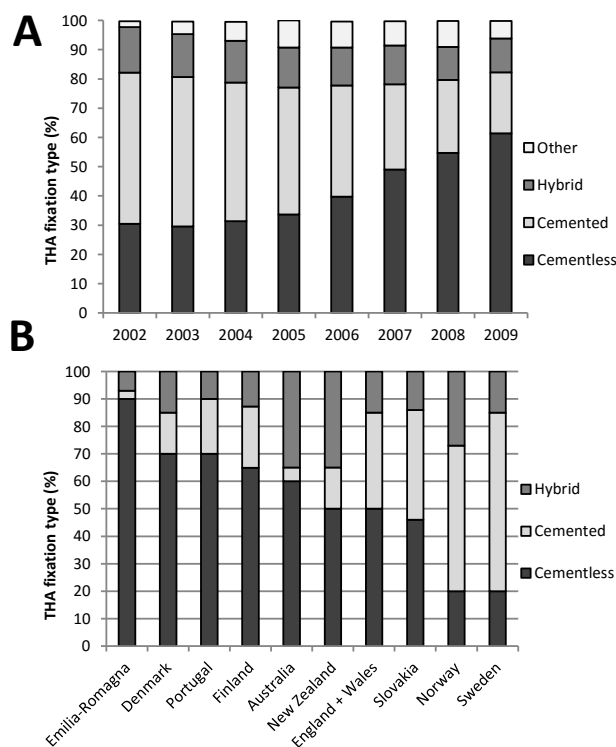 A
THA fixation type (%)
100
90
80
70
60
50
40
30
20
10
0
2002 2003 2004 2005 2006 2007 2008 2009
Other
Hybrid
Cemented
Cementless
B
THA fixation type (%)
100
90
80
70
60
50
40
30
20
10
0
Emilia-Romagna
Denmark
Portugal
Finland
Australia
New Zealand
England + Wales
Slovakia
Norway
Sweden
Hybrid
Cemented
Cementless